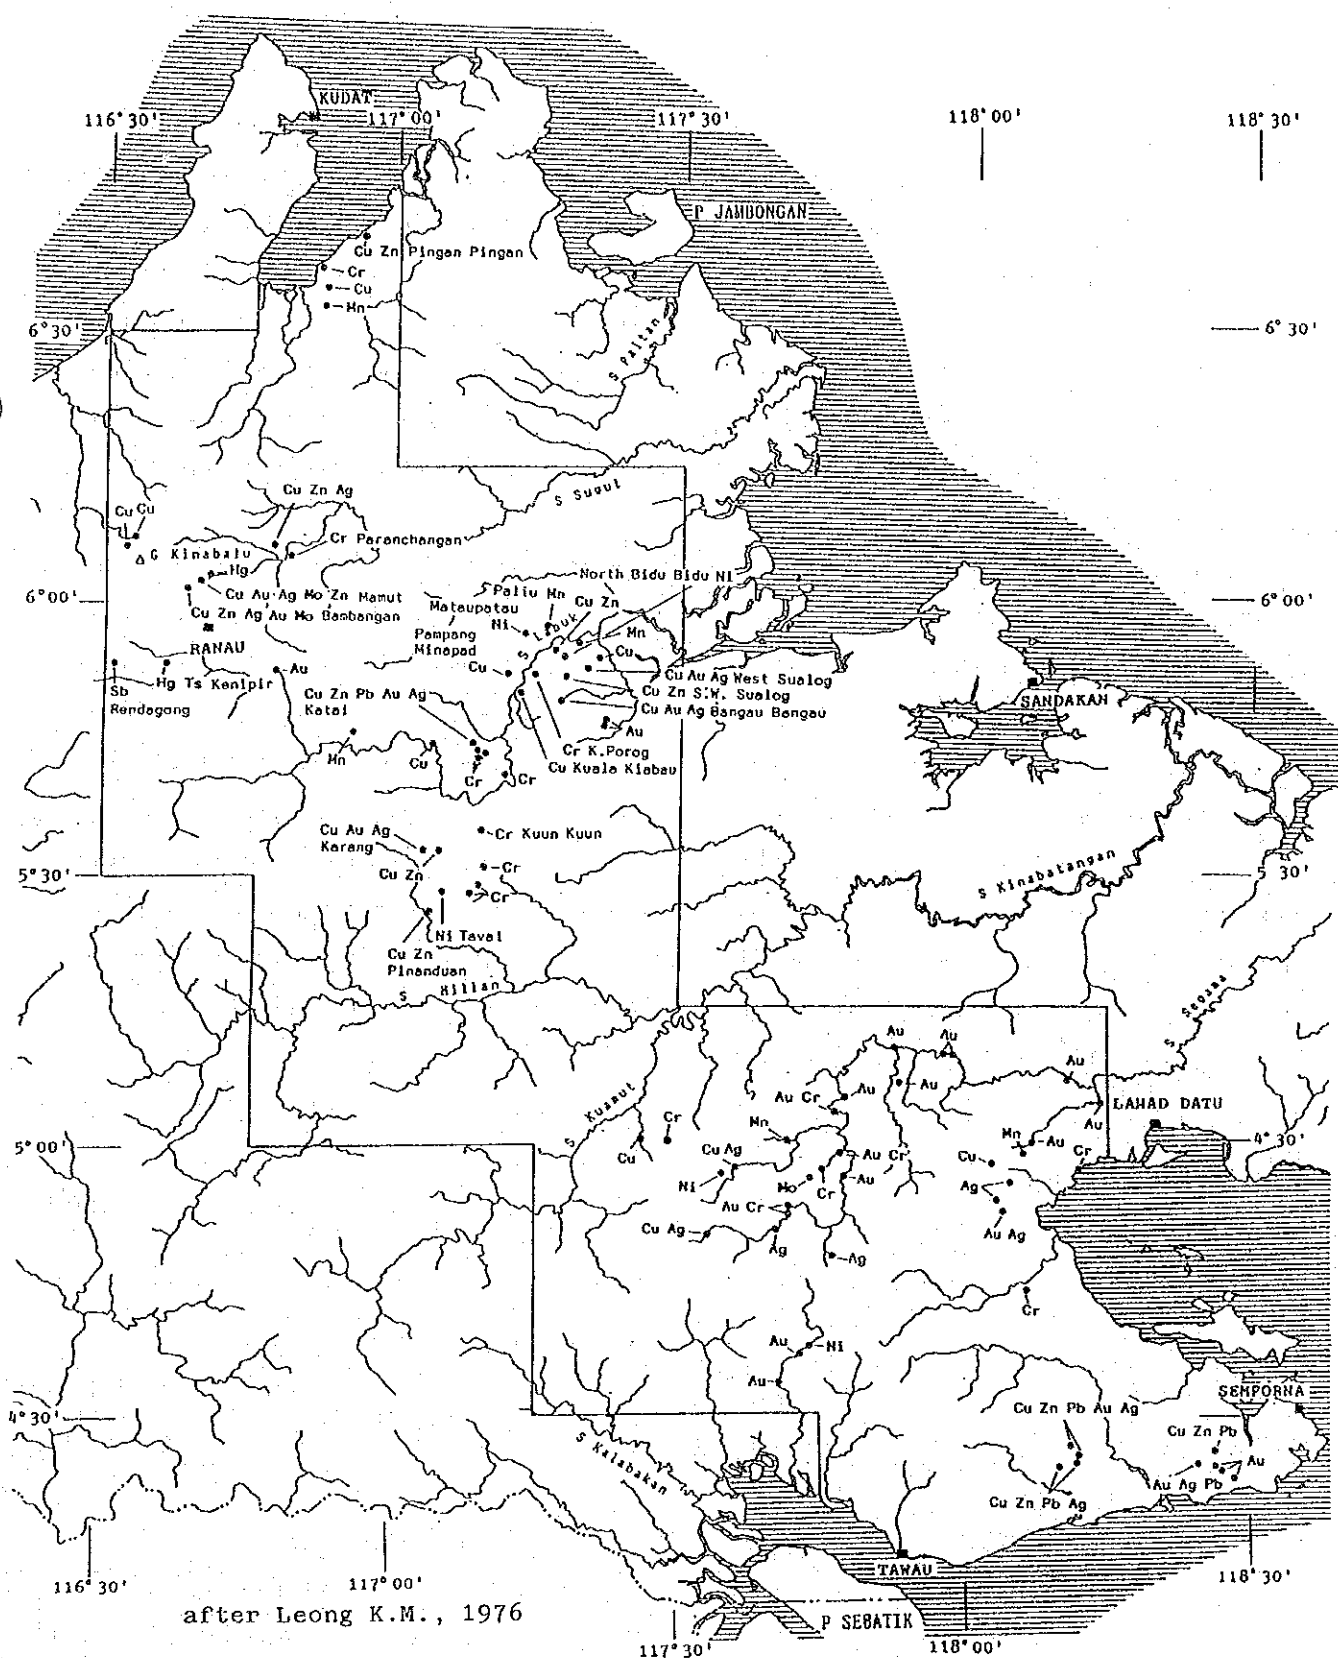 KUDAT
116° 30'
117° 00'
117° 30'
118° 00'
118° 30'
P JAMBONGAN
Cu Zn Pingan Pingan
Cr
Cu
Mn
6° 30'
6° 30'
S Paitan
S Sugut
Cu Zn Ag
Cu Cu
G Kinabalu
Cr Paranchangan
Hg
Cu Au Ag Mo Zn Mamut
6° 00'
Cu Zn Ag Au Mo Bambangan
North Bidu Bidu Ni
Paliu Mn
Cu Zn
Mataupatau
Ni
S Labuk
Mn
Pampang
Minapad
Cu
6° 00'
RANAU
Au
Cu
Cu Au Ag West Sualog
Sb
Rendagong
Hg Ts Kenipir
Cu Zn S.W. Sualog
Cu Zn Pb Au Ag
Katai
Cu Au Ag Bangau Bangau
SANDAKAN
Au
Mn
Cu
Cr
Cr
Cr K.Porog
Cu Kuala Kiabau
Cu Au Ag
Karang
Cr Kuun Kuun
Cu Zn
Cr
Cr
5° 30'
5 30'
S Kinabatangan
Ni Tavai
Cu Zn
Pinanduan
S Millian
S Segama
Au
Au
Au
Au
Au Cr
Au
LAHAD DATU
S Kuamut
Cr
Mn
Au
Mn
Au
4° 30'
5° 00'
Cu
Cu Ag
Au Cr
Cu
Cr
Ni
Mo
Cr
Au
Ag
Au Cr
Cu Ag
Ag
Ag
Au Ag
Cr
Au
Ni
Au
SEMPORNA
4° 30'
Cu Zn Pb Au Ag
Cu Zn Pb
S Kalabakan
Au
Au Ag Pb
Cu Zn Pb Ag
TAWAU
116° 30'
117° 00'
118° 30'
after Leong K.M., 1976
P SEBATIK
117° 30'
118° 00'